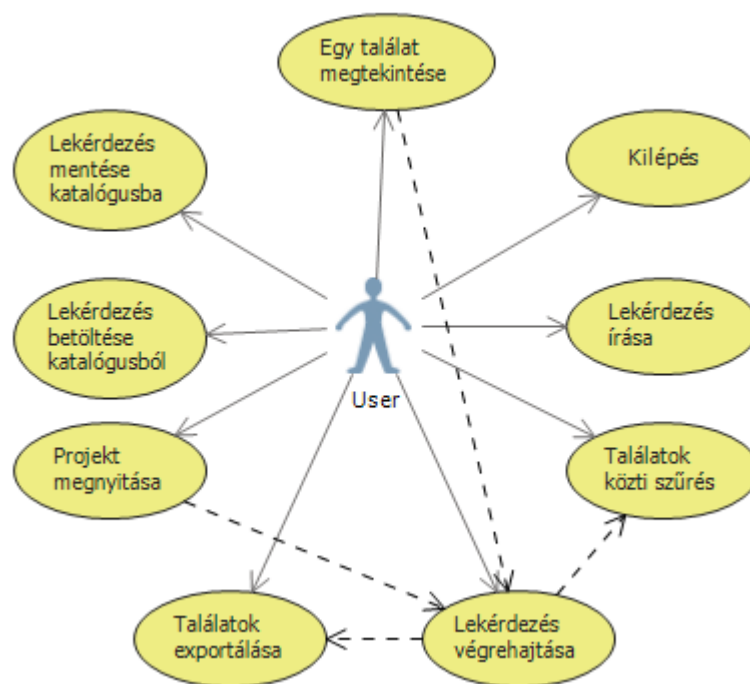 Egy találat
megtekintése
Lekérdezés
mentése
katalógusba
Kilépés
Lekérdezés
betöltése
katalógusból
Lekérdezés
írása
User
Projekt
megnyitása
Találatok
közti szűrés
Találatok
exportálása
Lekérdezés
végrehajtása